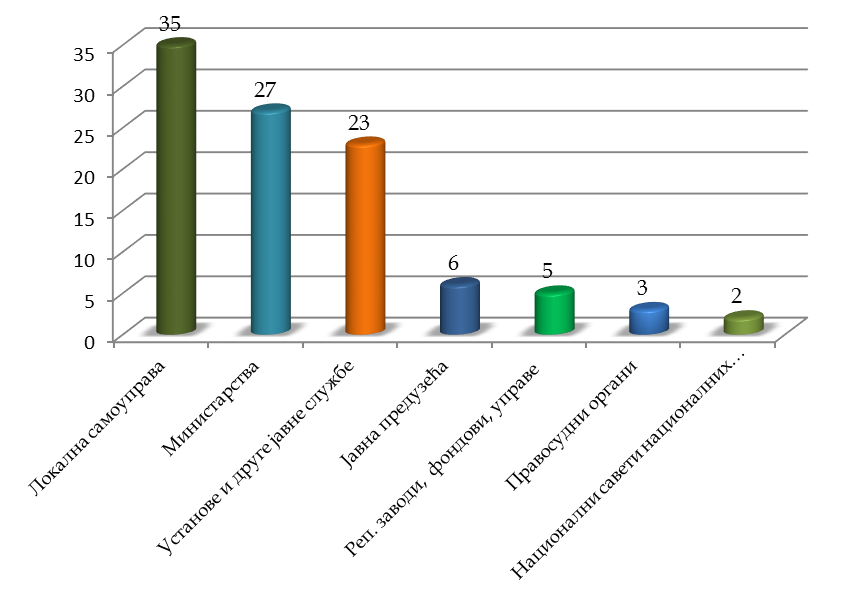 35
27
23
6
5
3
2
35
30
25
20
15
10
5
0
Локална самоуправа
Министарства
Установе и друге јавне службе
Јавна предузећа
Реп. заводи, фондови, управе
Правосудни органи
Национални савети националних...